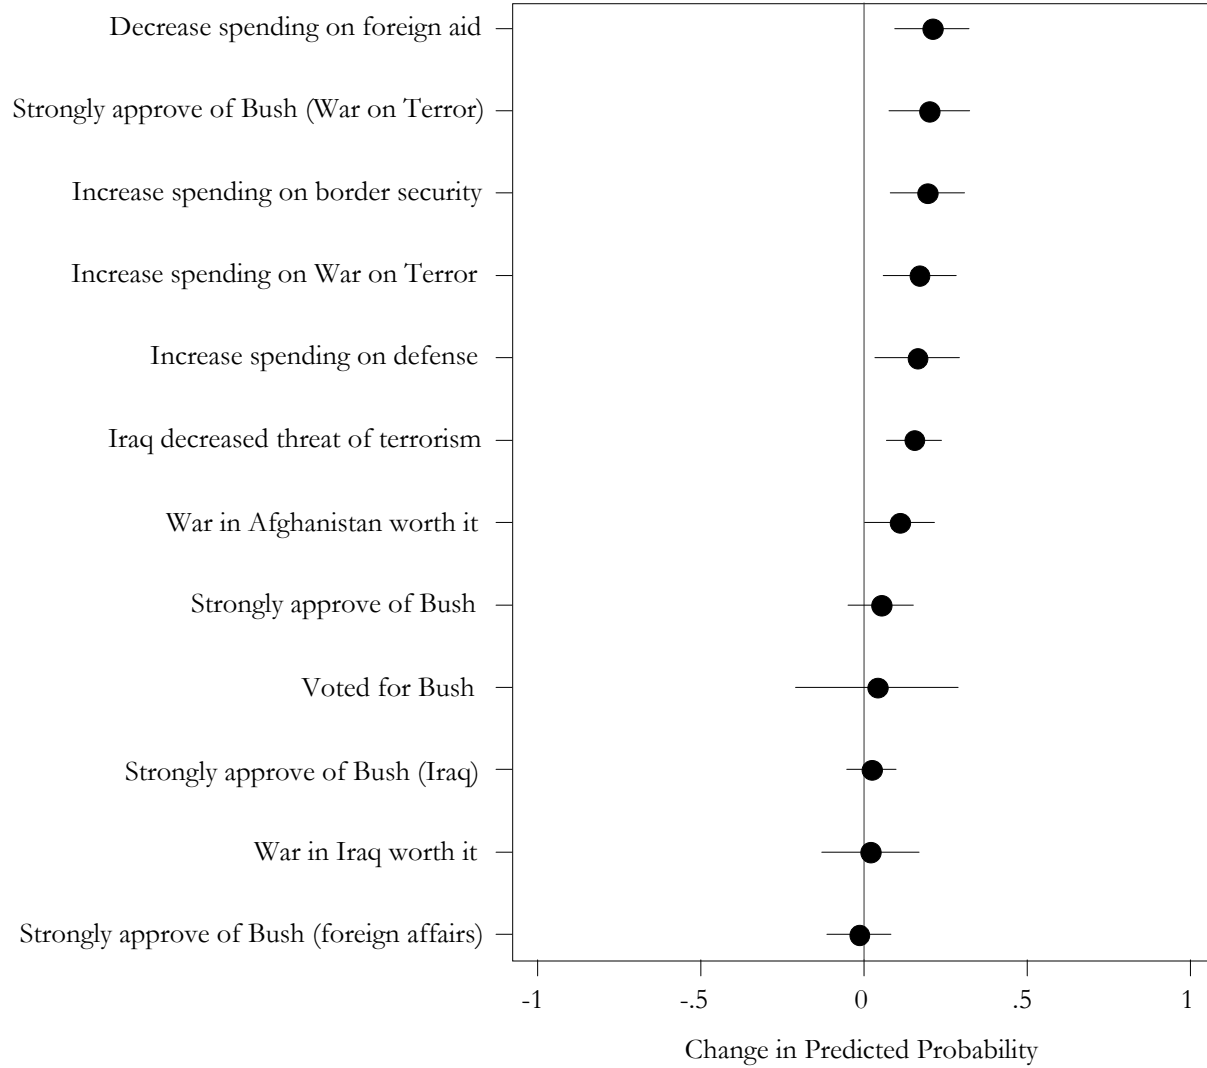 Decrease spending on foreign aid
Strongly approve of Bush (War on Terror)
Increase spending on border security
Increase spending on War on Terror
Increase spending on defense
Iraq decreased threat of terrorism
War in Afghanistan worth it
Strongly approve of Bush
Voted for Bush
Strongly approve of Bush (Iraq)
War in Iraq worth it
Strongly approve of Bush (foreign affairs)
-1 -.5 0 .5 1
Change in Predicted Probability